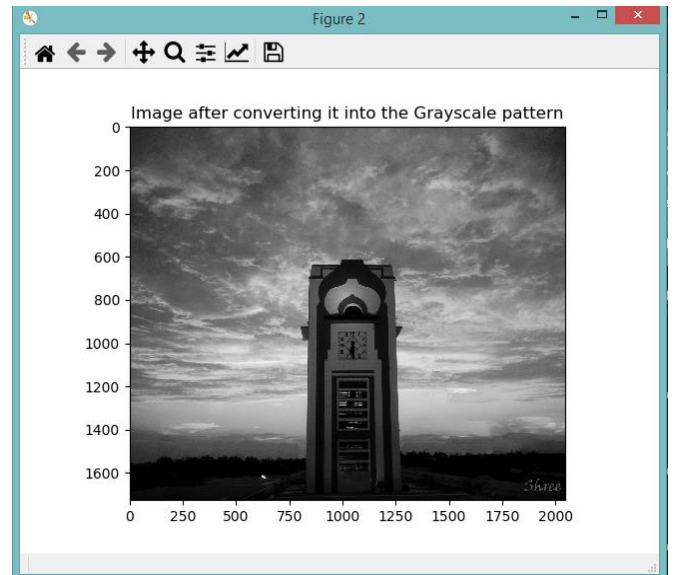 Figure 2
Image after converting it into the Grayscale pattern
0
200
400
600
800
1000
1200
1400
1600
0 250 500 750 1000 1250 1500 1750 2000
Shree